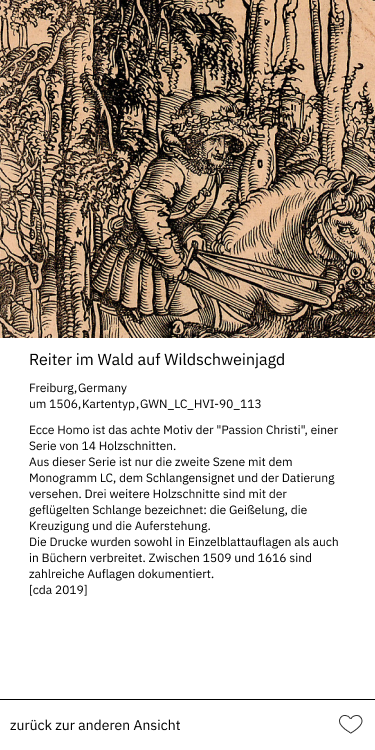 Reiter im Wald auf Wildschweinjagd
Freiburg,Germany
um 1506,Kartentyp,GWN_LC_HVI-90_113
Ecce Homo ist das achte Motiv der "Passion Christi", einer
Serie von 14 Holzschnitten.
Aus dieser Serie ist nur die zweite Szene mit dem
Monogramm LC, dem Schlangensignet und der Datierung
versehen. Drei weitere Holzschnitte sind mit der
geflügelten Schlange bezeichnet: die Geißelung, die
Kreuzigung und die Auferstehung.
Die Drucke wurden sowohl in Einzelblattauflagen als auch
in Büchern verbreitet. Zwischen 1509 und 1616 sind
zahlreiche Auflagen dokumentiert.
[cda 2019]
zurück zur anderen Ansicht